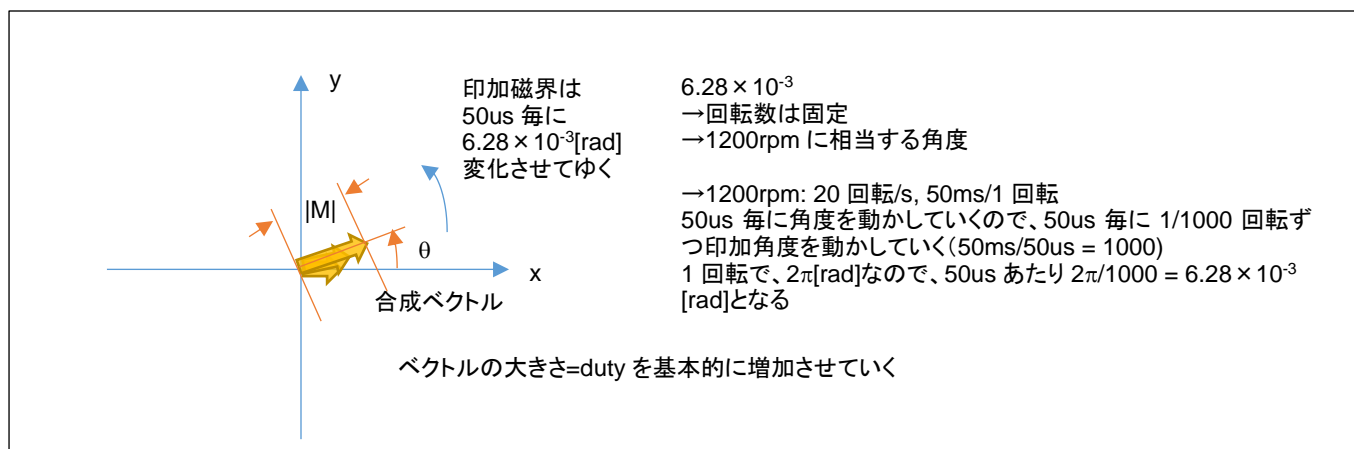 y
印加磁界は
50us 毎に
6.28×10-3[rad]
変化させてゆく
|M|
θ
x
合成ベクトル
6.28×10-3
→回転数は固定
→1200rpm に相当する角度
→1200rpm: 20 回転/s, 50ms/1 回転
50us 毎に角度を動かしていくので、50us 毎に 1/1000 回転ず
つ印加角度を動かしていく(50ms/50us = 1000)
1 回転で、2π[rad]なので、50us あたり 2π/1000 = 6.28×10-3
[rad]となる
ベクトルの大きさ=duty を基本的に増加させていく